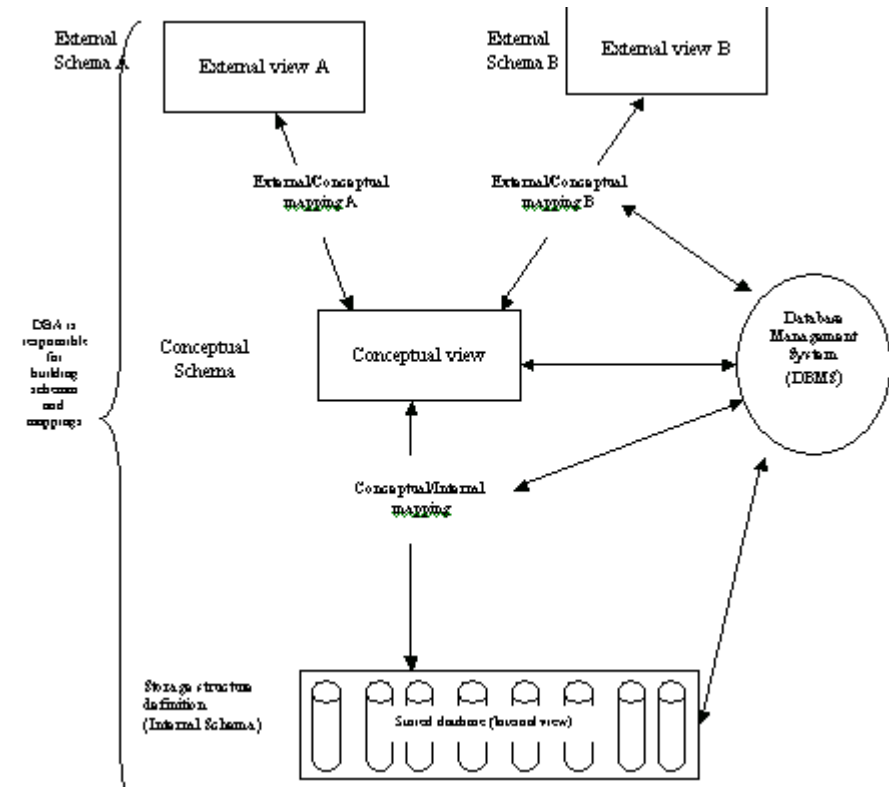 External
Schema A
External view A
External
Schema B
External view B
External/Conceptual
mapping A
External/Conceptual
mapping B
DBA is
responsible
for
building
schemas
and
mappings
Conceptual
Schema
Conceptual view
Database
Management
System
(DBMS)
Conceptual/Internal
mapping
Storage structure
definition
(Internal Schema)
Stored database (Internal view)